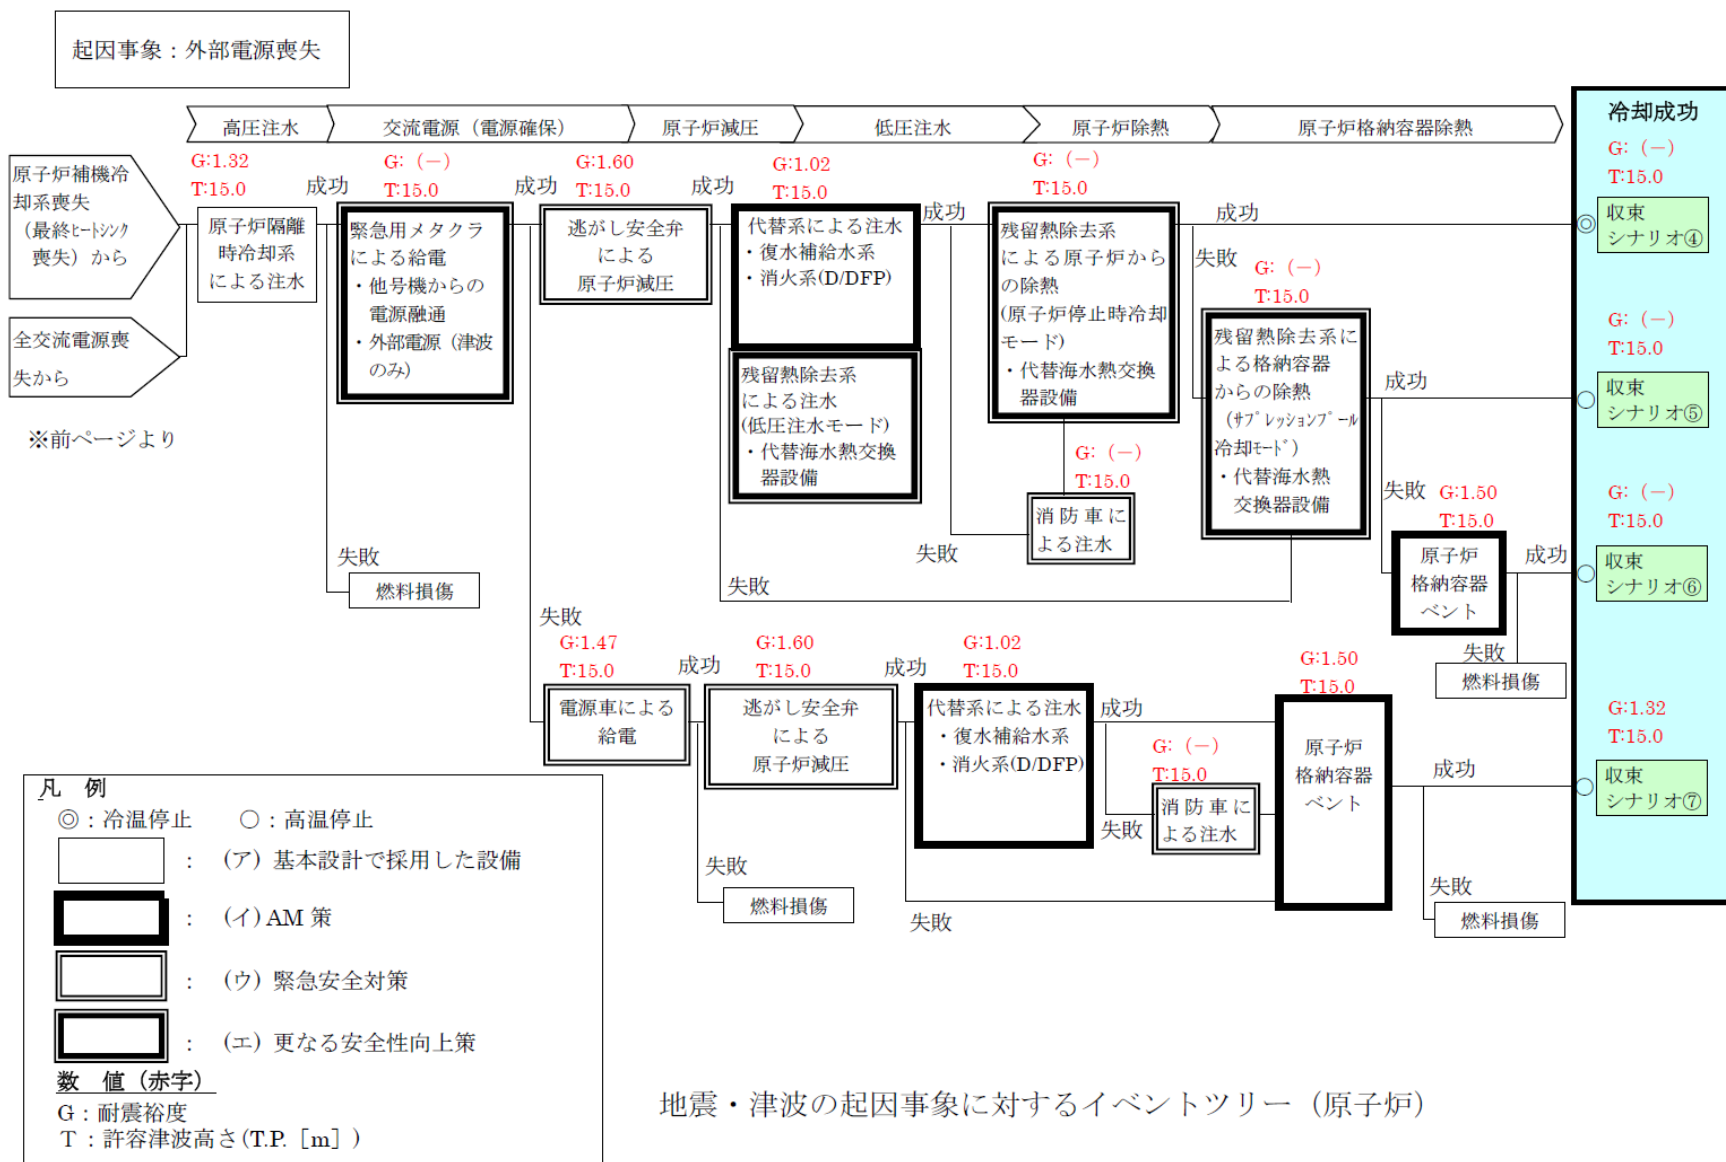 起因事象：外部電源喪失
高圧注水
交流電源（電源確保）
原子炉減圧
低圧注水
原子炉除熱
原子炉格納容器除熱
冷却成功
原子炉補機冷
却系喪失
（最終ﾋｰﾄｼﾝｸ
喪失）から
全交流電源喪
失から
※前ページより
G:1.32
T:15.0
成功
原子炉隔離
時冷却系
による注水
失敗
燃料損傷
G:（－）
T:15.0
成功
緊急用メタクラ
による給電
・他号機からの
電源融通
・外部電源（津波
のみ）
失敗
G:1.60
T:15.0
成功
逃がし安全弁
による
原子炉減圧
失敗
G:1.02
T:15.0
成功
代替系による注水
・復水補給水系
・消火系(D/DFP)
残留熱除去系
による注水
(低圧注水モード)
・代替海水熱交換
器設備
失敗
G:（－）
T:15.0
成功
残留熱除去系
による原子炉から
の除熱
(原子炉停止時冷却
モード)
・代替海水熱交換
器設備
失敗
G:（－）
T:15.0
消防車に
よる注水
G:（－）
T:15.0
成功
残留熱除去系に
よる格納容器
からの除熱
（ｻﾌﾟﾚｯｼｮﾝﾌﾟｰﾙ
冷却ﾓｰﾄﾞ）
・代替海水熱
交換器設備
失敗
G:1.50
T:15.0
成功
原子炉
格納容器
ベント
失敗
燃料損傷
G:（－）
T:15.0
収束
シナリオ④
G:（－）
T:15.0
収束
シナリオ⑤
G:（－）
T:15.0
収束
シナリオ⑥
G:1.47
T:15.0
成功
電源車による
給電
失敗
燃料損傷
G:1.60
T:15.0
成功
逃がし安全弁
による
原子炉減圧
失敗
G:1.02
T:15.0
成功
代替系による注水
・復水補給水系
・消火系(D/DFP)
失敗
G:（－）
T:15.0
消防車に
よる注水
G:1.50
T:15.0
成功
原子炉
格納容器
ベント
失敗
燃料損傷
G:1.32
T:15.0
収束
シナリオ⑦
凡 例
◎：冷温停止 ○：高温停止
：(ア) 基本設計で採用した設備
：(イ) AM 策
：(ウ) 緊急安全対策
：(エ) 更なる安全性向上策
数 値（赤字）
G：耐震裕度
T：許容津波高さ(T.P.［m］)
地震・津波の起因事象に対するイベントツリー（原子炉）